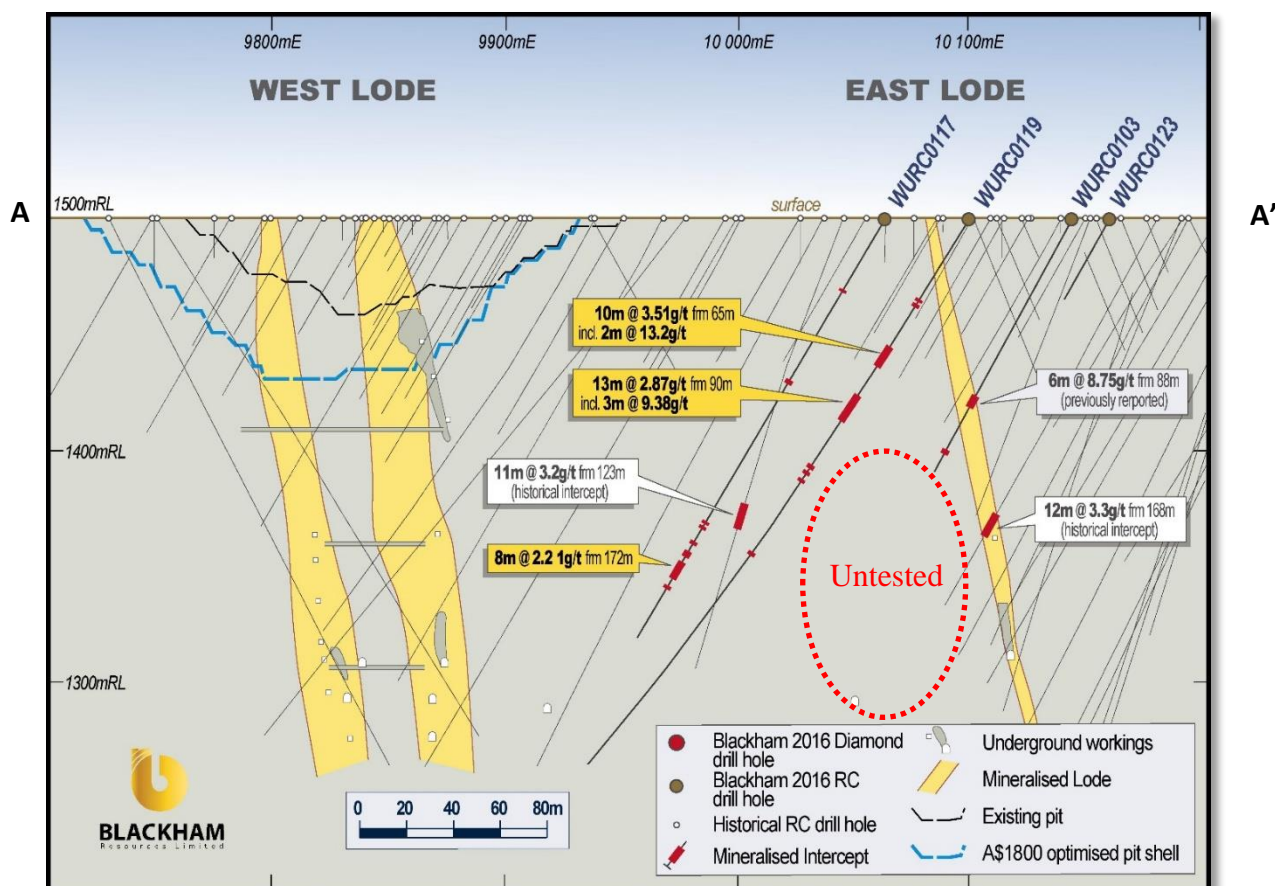 9800mE
9900mE
10 000mE
10 100mE
WEST LODE
EAST LODE
WURC0117
WURC0119
WURC0103
WURC0123
A
1500mRL
surface
A'
10m @ 3.51g/t frm 65m
incl. 2m @ 13.2g/t
13m @ 2.87g/t frm 90m
incl. 3m @ 9.38g/t
6m @ 8.75g/t frm 88m
(previously rerported)
1400mRL
11m @ 3.2g/t frm 123m
(historical intercept)
12m @ 3.3g/t frm 168m
(historical intercept)
8m @ 2.2 1g/t frm 172m
Untested
1300mRL
BLACKHAM
Resources Limited
0 20 40 60 80m
Blackham 2016 Diamond
drill hole
Blackham 2016 RC
drill hole
Historical RC drill hole
Mineralised Intercept
Underground workings
Mineralised Lode
Existing pit
A$1800 optimised pit shell